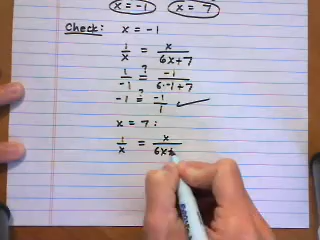 x = -1 x = 7
Check: x = -1
1/x = x/(6x+7)
1/-1 ?= -1/(6·-1+7)
-1 ?= -1/1 ✓
x = 7 :
1/x = x/(6x+